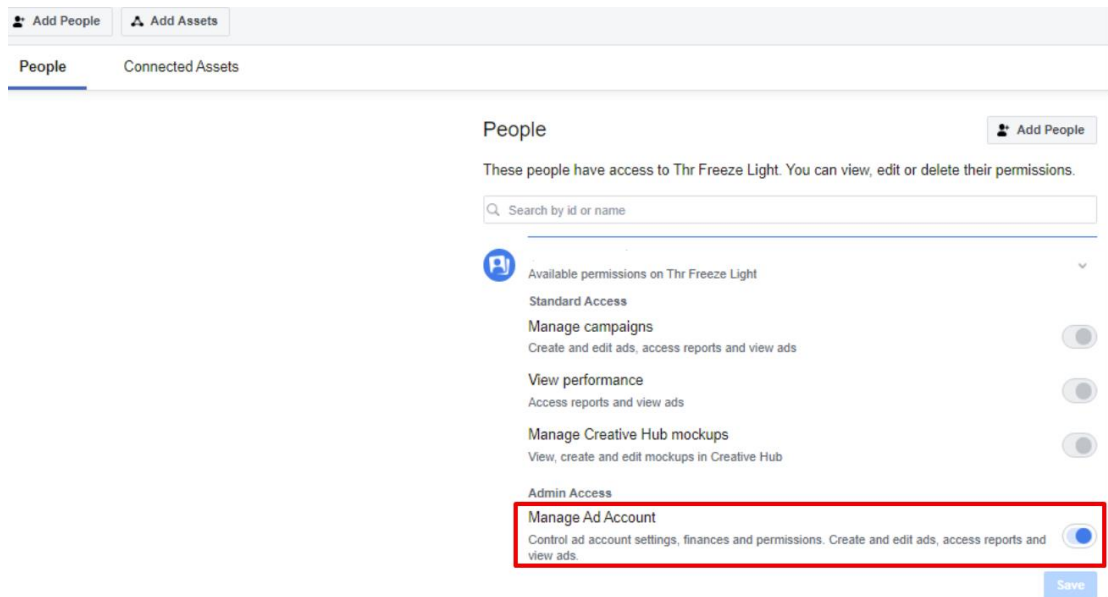 Add People
Add Assets
People
Connected Assets
People
Add People
These people have access to Thr Freeze Light. You can view, edit or delete their permissions.
Search by id or name
Available permissions on Thr Freeze Light
Standard Access
Manage campaigns
Create and edit ads, access reports and view ads
View performance
Access reports and view ads
Manage Creative Hub mockups
View, create and edit mockups in Creative Hub
Admin Access
Manage Ad Account
Control ad account settings, finances and permissions. Create and edit ads, access reports and
view ads.
Save